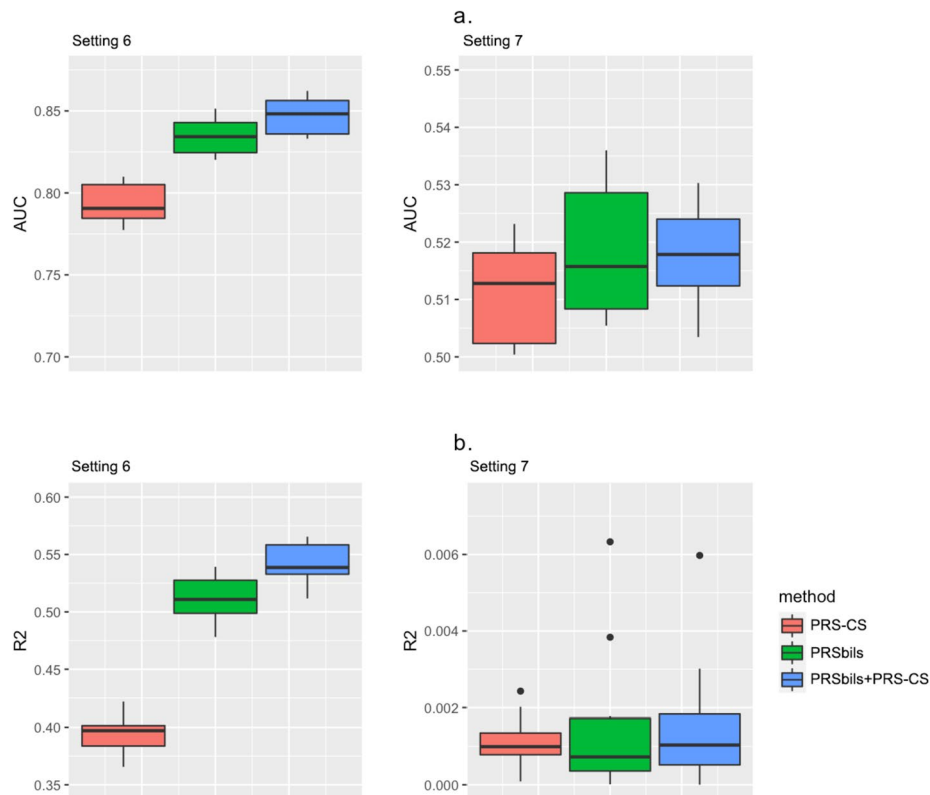 a.
Setting 6
Setting 7
AUC
0.85
0.80
0.75
0.70
AUC
0.55
0.54
0.53
0.52
0.51
0.50
b.
Setting 6
Setting 7
R2
0.60
0.55
0.50
0.45
0.40
0.35
R2
0.006
0.004
0.002
0.000
method
PRS-CS
PRSbils
PRSbils+PRS-CS